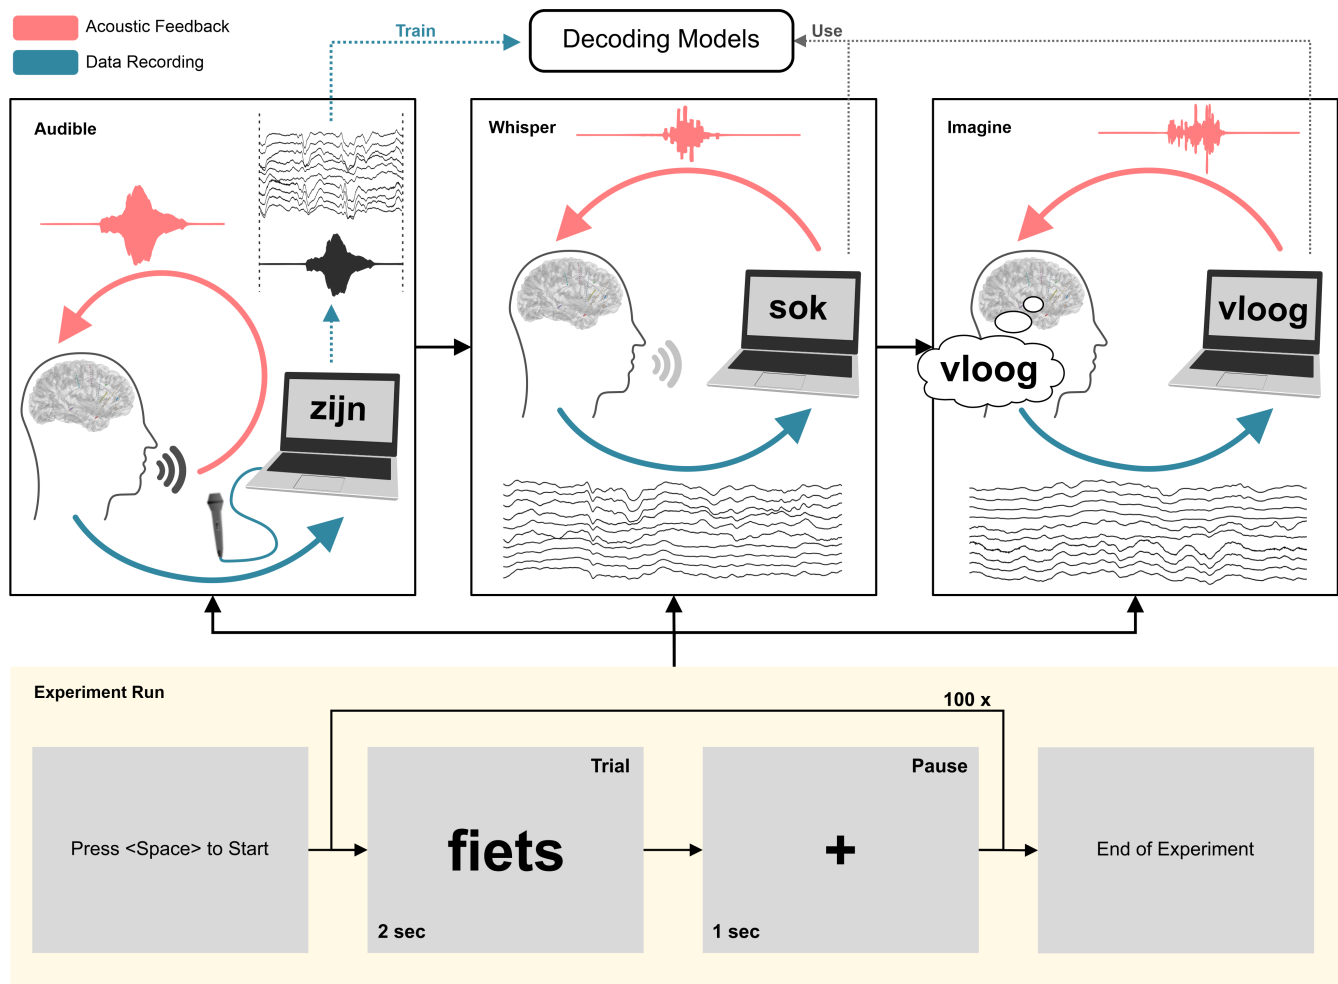 Acoustic Feedback
Data Recording
Train
Decoding Models
Use
Audible
zijn
Whisper
sok
Imagine
vloog
vloog
Experiment Run
100 x
Press <Space> to Start
Trial
fiets
2 sec
Pause
+
1 sec
End of Experiment